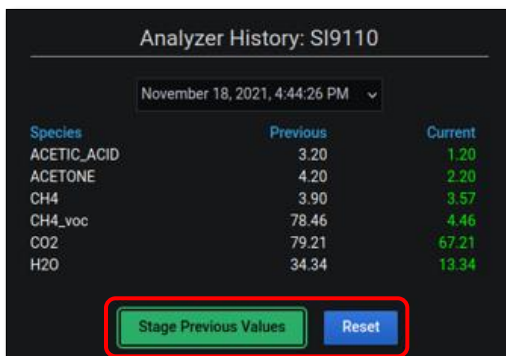 Analyzer History: SI9110
November 18, 2021, 4:44:26 PM
Species Previous Current
ACETIC_ACID 3.20 1.20
ACETONE 4.20 2.20
CH4 3.90 3.57
CH4_voc 78.46 4.46
CO2 79.21 67.21
H2O 34.34 13.34
Stage Previous Values Reset